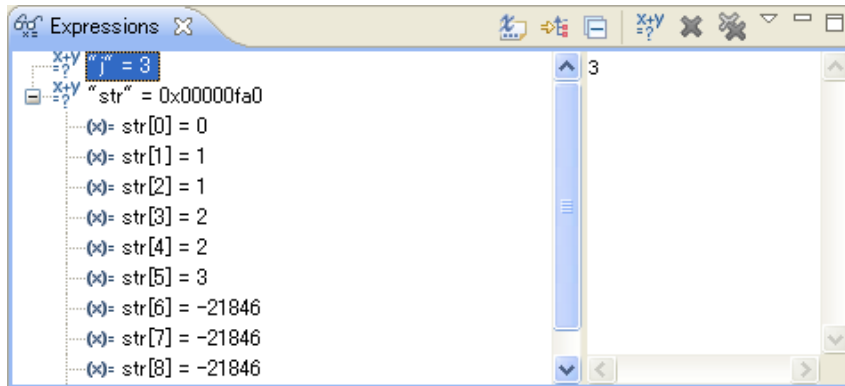 Expressions
"j" = 3
3
"str" = 0x00000fa0
(x)= str[0] = 0
(x)= str[1] = 1
(x)= str[2] = 1
(x)= str[3] = 2
(x)= str[4] = 2
(x)= str[5] = 3
(x)= str[6] = -21846
(x)= str[7] = -21846
(x)= str[8] = -21846